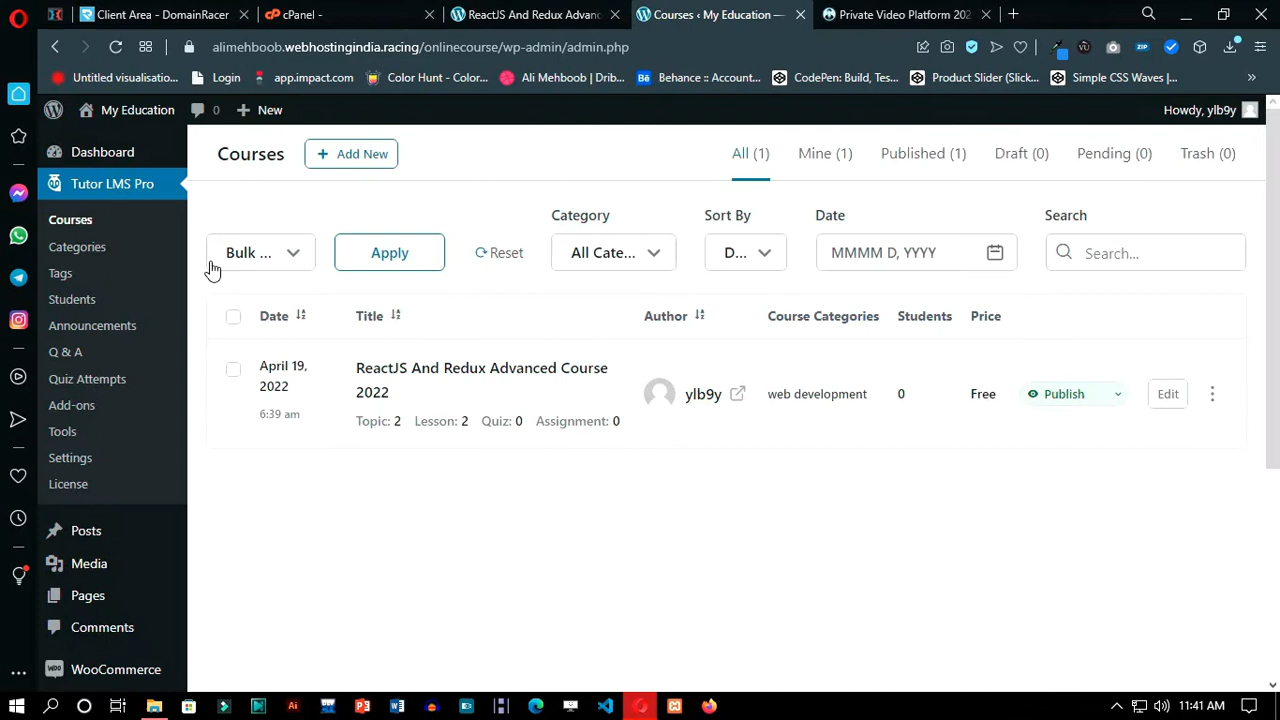 Client Area - DomainRacer
cPanel -
ReactJS And Redux Advanc
Courses ‹ My Education —
Private Video Platform 202
alimehboob.webhostingindia.racing/onlinecourse/wp-admin/admin.php
Untitled visualisatio...
Login
app.impact.com
Color Hunt - Color...
Ali Mehboob | Drib...
Behance :: Account...
CodePen: Build, Tes...
Product Slider (Slick...
Simple CSS Waves |...
My Education
0
New
Howdy, ylb9y
Dashboard
Tutor LMS Pro
Courses
Categories
Tags
Students
Announcements
Q & A
Quiz Attempts
Add-ons
Tools
Settings
License
Posts
Media
Pages
Comments
WooCommerce
Courses
+ Add New
All (1)
Mine (1)
Published (1)
Draft (0)
Pending (0)
Trash (0)
Category
Sort By
Date
Search
Bulk ...
Apply
Reset
All Cate...
D...
MMMM D, YYYY
Search...
Date
Title
Author
Course Categories
Students
Price
April 19,
2022
6:39 am
ReactJS And Redux Advanced Course
2022
Topic: 2 Lesson: 2 Quiz: 0 Assignment: 0
ylb9y
web development
0
Free
Publish
Edit
11:41 AM